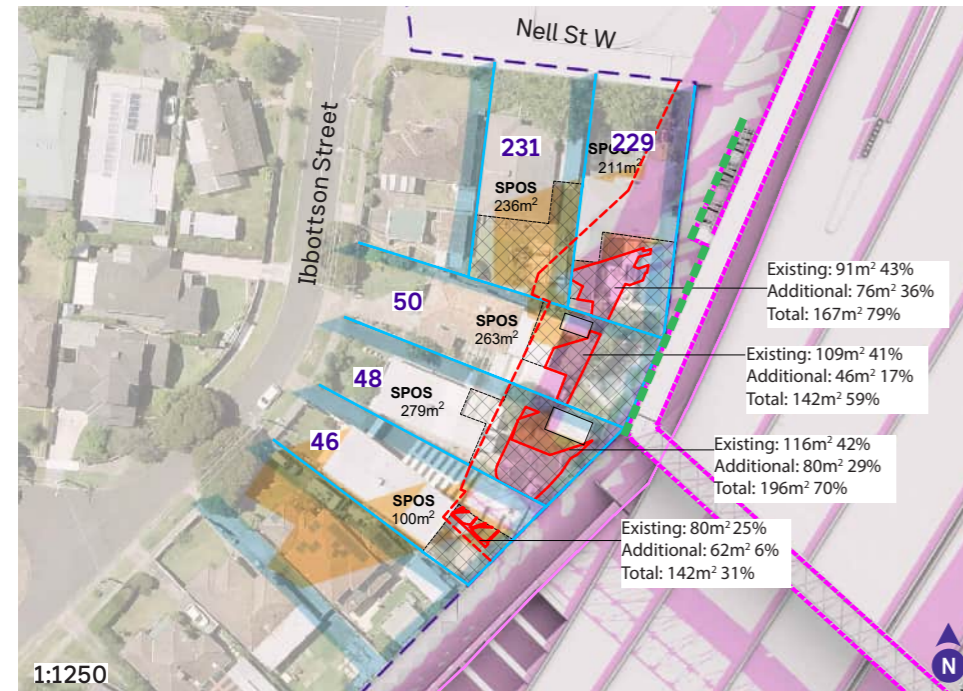 Nell St W
Ibbottson Street
231
229
SPOS
211m²
SPOS
236m²
Existing: 91m² 43%
Additional: 76m² 36%
Total: 167m² 79%
50
SPOS
263m²
Existing: 109m² 41%
Additional: 46m² 17%
Total: 142m² 59%
48
SPOS
279m²
46
Existing: 116m² 42%
Additional: 80m² 29%
Total: 196m² 70%
SPOS
100m²
Existing: 80m² 25%
Additional: 62m² 6%
Total: 142m² 31%
1:1250
N